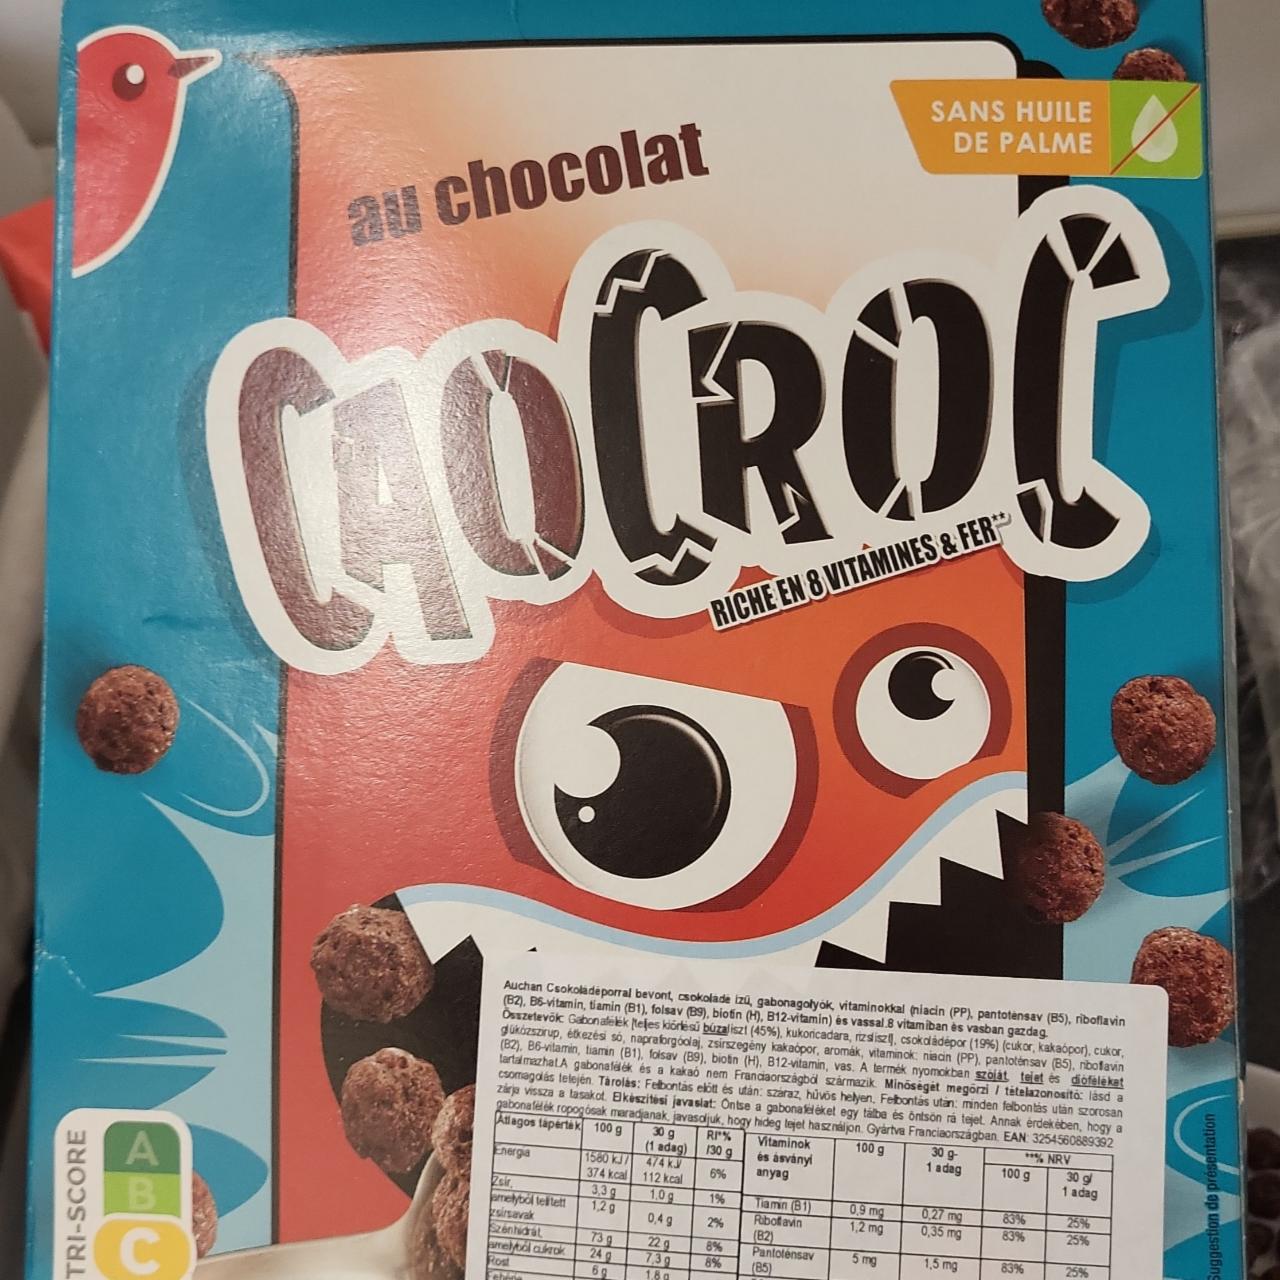 SANS HUILE
DE PALME
au chocolat
CAOCROC
RICHE EN 8 VITAMINES & FER**
Auchan Csokoládéporral bevont, csokoládé ízű, gabonagolyók, vitaminokkal (niacin (PP), pantoténsav (B5), riboflavin
(B2), B6-vitamin, tiamin (B1), folsav (B9), biotin (H), B12-vitamin) és vassal.8 vitamiban és vasban gazdag.
Összetevők: Gabonafélék [teljes kiőrlésű búzaliszt (45%), kukoricadara, rizsliszt], csokoládépor (19%) (cukor, kakaópor), cukor,
glükózszirup, étkezési só, napraforgóolaj, zsírszegény kakaópor, aromák, vitaminok: niacin (PP), pantoténsav (B5), riboflavin
(B2), B6-vitamin, tiamin (B1), folsav (B9), biotin (H), B12-vitamin, vas. A termék nyomokban szóját, tejet és dióféléket
tartalmazhat.A gabonafélék és a kakaó nem Franciaországból származik. Minőségét megőrzi / tételazonosító: lásd a
csomagolás tetején. Tárolás: Felbontás előtt és után: száraz, hűvös helyen, Felbontás után: minden felbontás után szorosan
zárja vissza a tasakot. Elkészítési javaslat: Öntse a gabonaféléket egy tálba és öntsön rá tejet. Annak érdekében, hogy a
gabonafélék ropogósak maradjanak, javasoljuk, hogy hideg tejet használjon. Gyártva Franciaországban. EAN: 3254560889392
Átlagos tápérték 100 g 30 g (1 adag) RI*% /30 g
Energia 1580 kJ/ 374 kcal 474 kJ/ 112 kcal 6%
Zsír, 3,3 g 1,0 g 1%
amelyből telített zsírsavak 1,2 g 0,4 g 2%
Szénhidrát, 73 g 22 g 8%
amelyből cukrok 24 g 7,3 g 8%
Rost 6 g 1,8 g
Fehérje
Vitaminok és ásványi anyag 100 g 30 g- 1 adag **% NRV 100 g 30 g/ 1 adag
Tiamin (B1) 0,9 mg 0,27 mg 83% 25%
Riboflavin (B2) 1,2 mg 0,35 mg 83% 25%
Pantoténsav (B5) 5 mg 1,5 mg 83% 25%
TRI-SCORE
A
B
C
uggestion de présentation